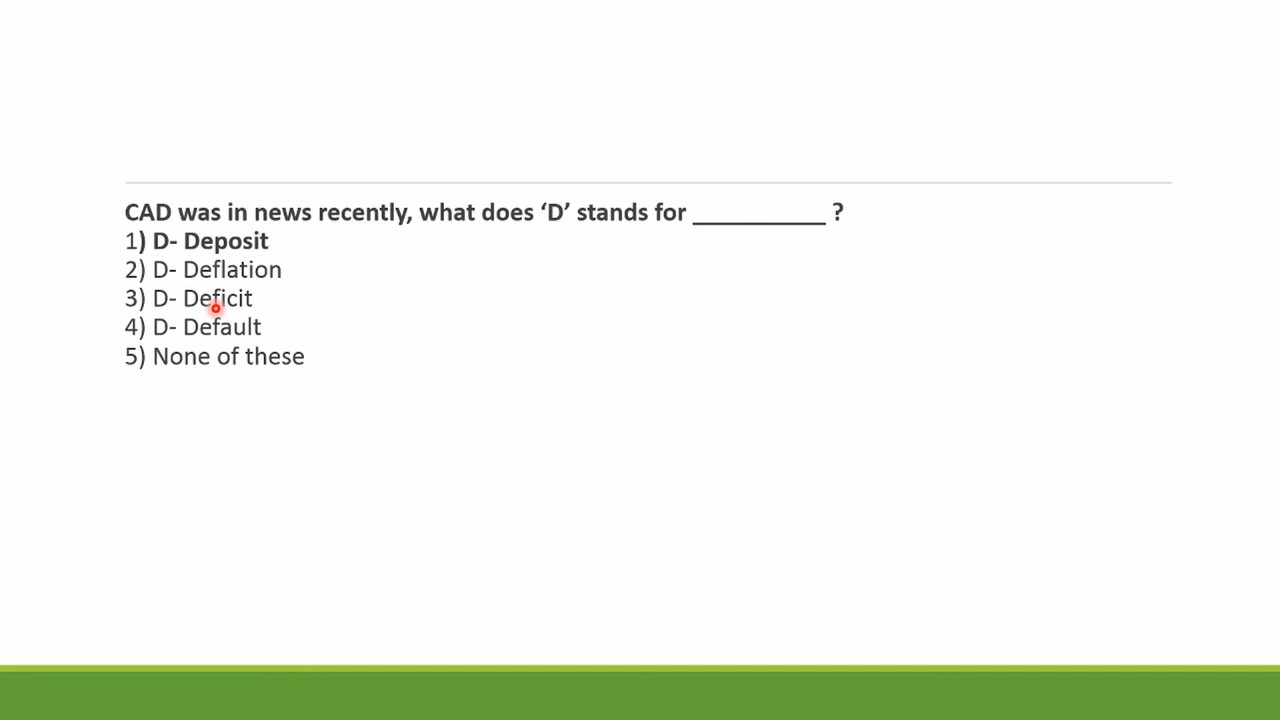 CAD was in news recently, what does ‘D’ stands for ___________ ?
1) D- Deposit
2) D- Deflation
3) D- Deficit
4) D- Default
5) None of these